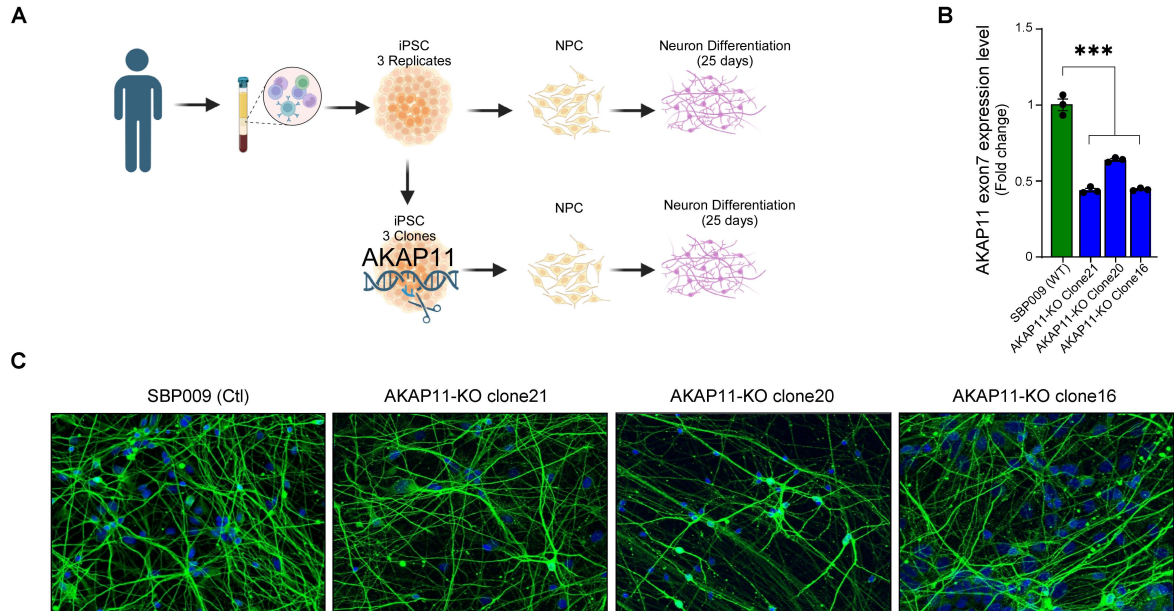 A
iPSC
3 Replicates
NPC
Neuron Differentiation
(25 days)
iPSC
3 Clones
AKAP11
NPC
Neuron Differentiation
(25 days)
B
AKAP11 exon7 expression level
(Fold change)
1.5
1
0.5
0
***
SBP009 (WT)
AKAP11-KO Clone21
AKAP11-KO Clone20
AKAP11-KO Clone16
C
SBP009 (Ctl)
AKAP11-KO clone21
AKAP11-KO clone20
AKAP11-KO clone16